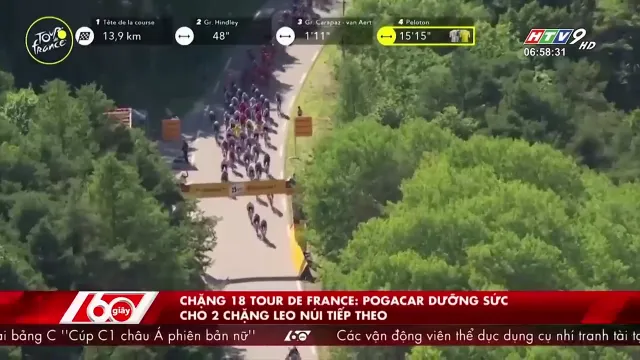 1 Tête de la course
13,9 km
2 Gr. Hindley
48"
3 Gr. Carapaz - van Aert
1'11"
4 Peloton
15'15"
TOUR de FRANCE
HTV9 HD
06:58:31
60 giây
CHẶNG 18 TOUR DE FRANCE: POGACAR DƯỠNG SỨC
CHỜ 2 CHẶNG LEO NÚI TIẾP THEO
ại bảng C "Cúp C1 châu Á phiên bản nữ"
Các vận động viên thể dục dụng cụ nhí tranh tài t